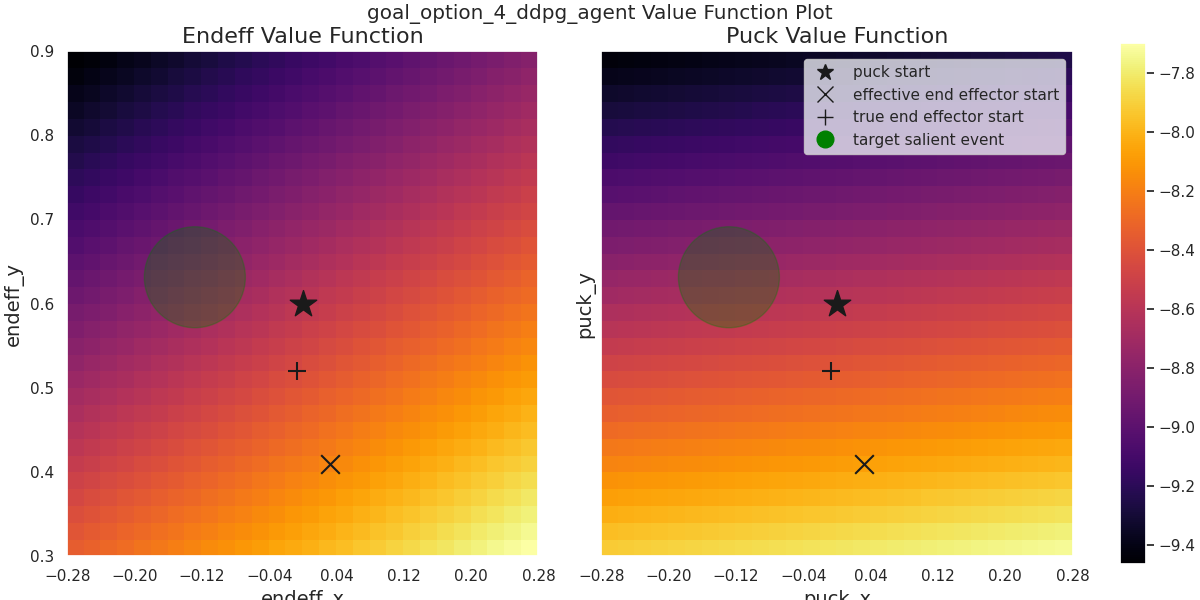 goal_option_4_ddpg_agent Value Function Plot
Endeff Value Function
Puck Value Function
0.9
0.8
0.7
0.6
0.5
0.4
0.3
endeff_y
−0.28 −0.20 −0.12 −0.04 0.04 0.12 0.20 0.28
endeff_x
puck start
effective end effector start
true end effector start
target salient event
puck_y
−0.28 −0.20 −0.12 −0.04 0.04 0.12 0.20 0.28
puck_x
−7.8
−8.0
−8.2
−8.4
−8.6
−8.8
−9.0
−9.2
−9.4